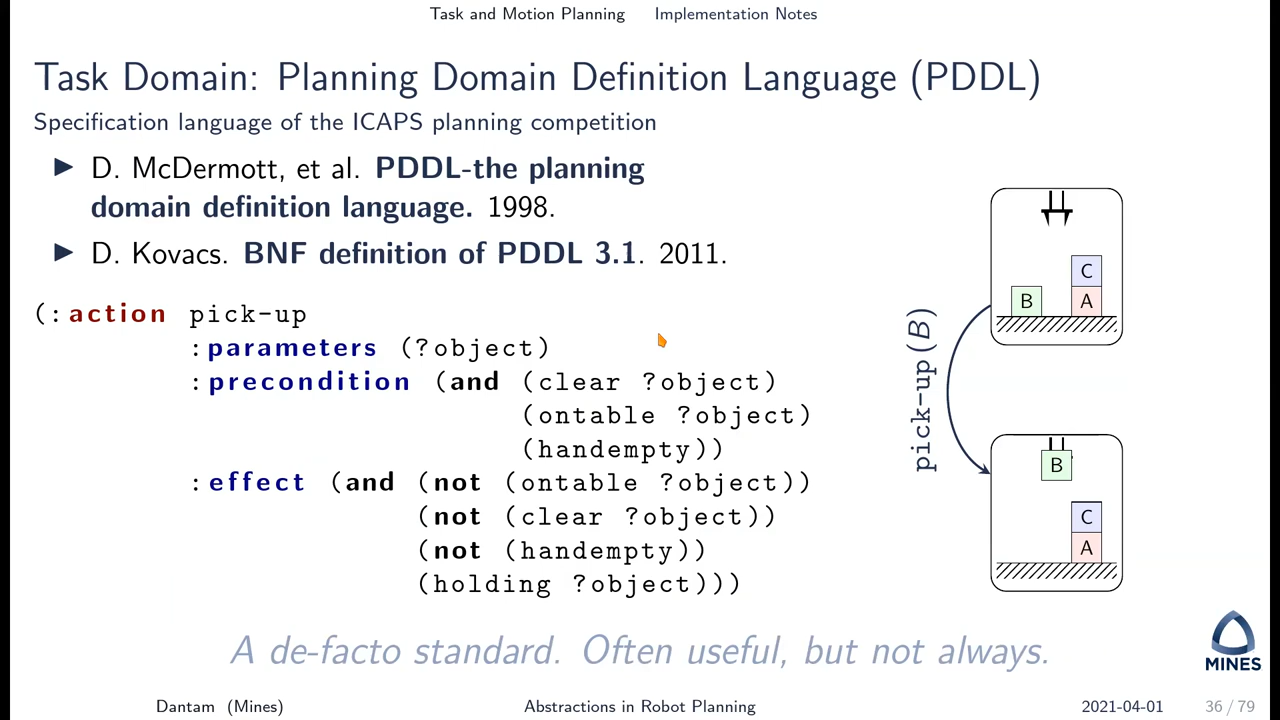 Task and Motion Planning Implementation Notes
Task Domain: Planning Domain Definition Language (PDDL)
Specification language of the ICAPS planning competition
▶ D. McDermott, et al. PDDL-the planning
domain definition language. 1998.
▶ D. Kovacs. BNF definition of PDDL 3.1. 2011.
(:action pick-up
:parameters (?object)
:precondition (and (clear ?object)
(ontable ?object)
(handempty))
:effect (and (not (ontable ?object))
(not (clear ?object))
(not (handempty))
(holding ?object)))
C
B A
pick-up(B)
B
C
A
A de-facto standard. Often useful, but not always.
MINES
Dantam (Mines) Abstractions in Robot Planning 2021-04-01 36 / 79